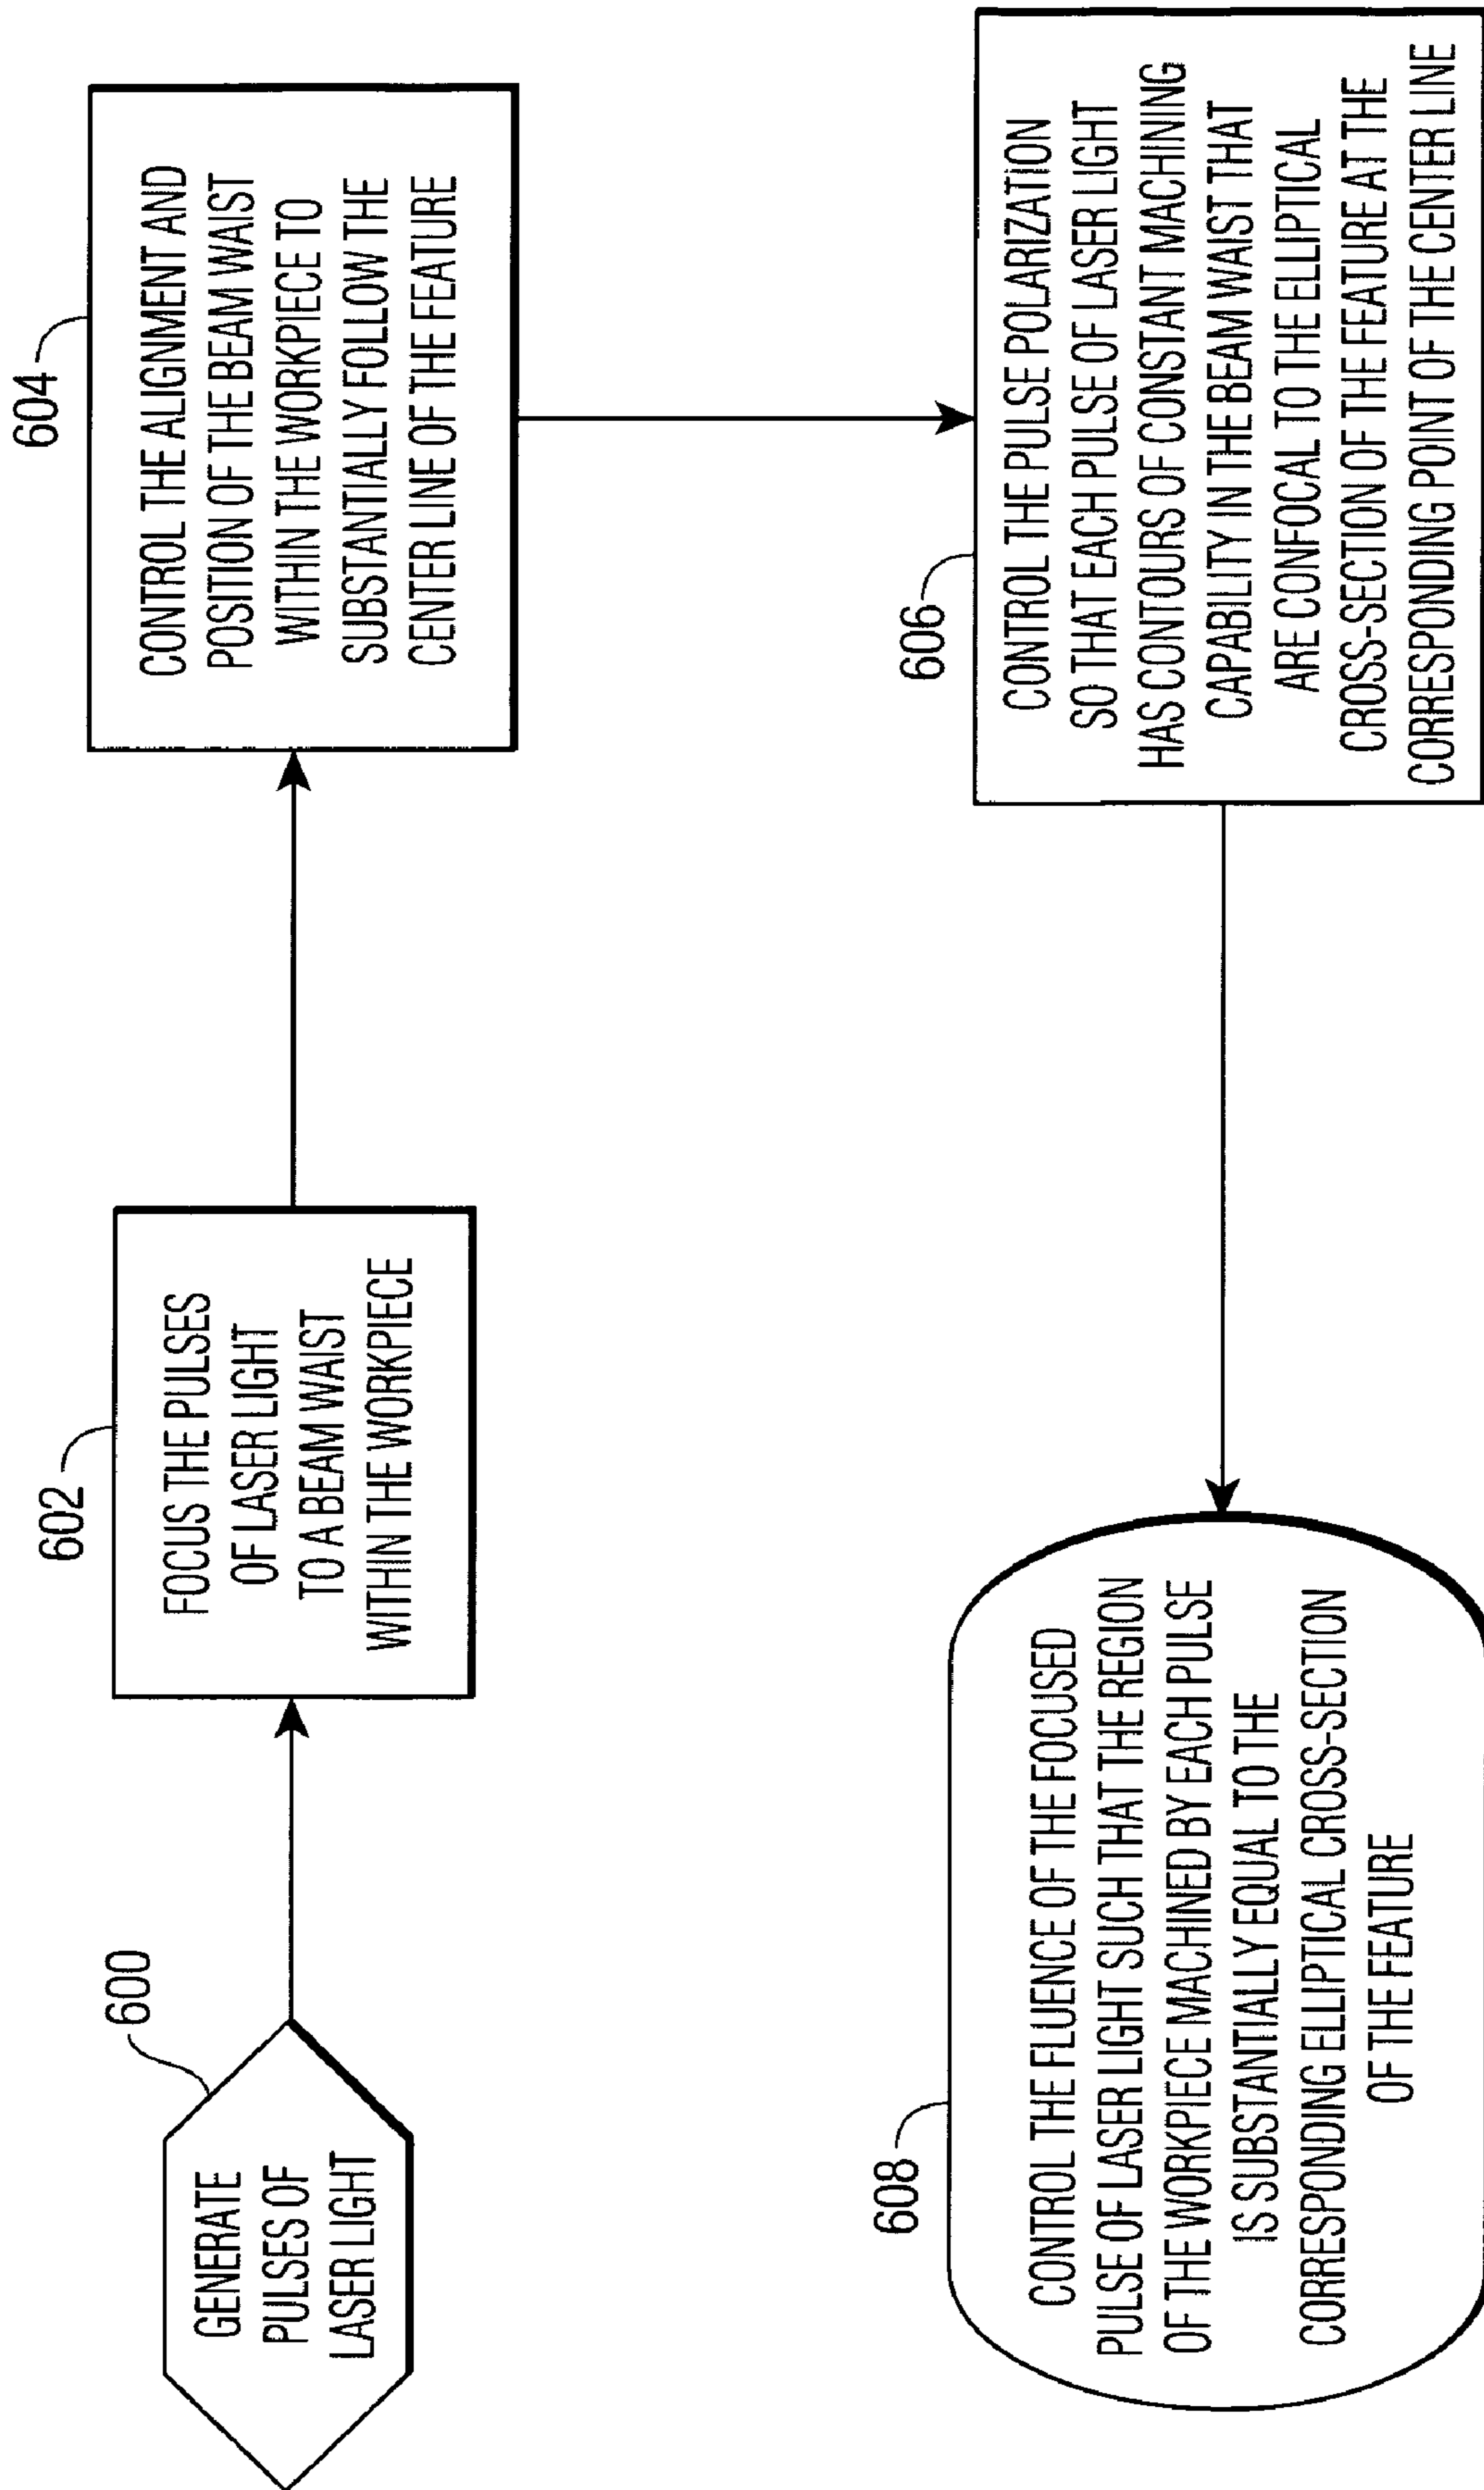 600
GENERATE
PULSES OF
LASER LIGHT
602
FOCUS THE PULSES
OF LASER LIGHT
TO A BEAM WAIST
WITHIN THE WORKPIECE
604
CONTROL THE ALIGNMENT AND
POSITION OF THE BEAM WAIST
WITHIN THE WORKPIECE TO
SUBSTANTIALLY FOLLOW THE
CENTER LINE OF THE FEATURE
606
CONTROL THE PULSE POLARIZATION
SO THAT EACH PULSE OF LASER LIGHT
HAS CONTOURS OF CONSTANT MACHINING
CAPABILITY IN THE BEAM WAIST THAT
ARE CONFOCAL TO THE ELLIPTICAL
CROSS-SECTION OF THE FEATURE AT THE
CORRESPONDING POINT OF THE CENTER LINE
608
CONTROL THE FLUENCE OF THE FOCUSED
PULSE OF LASER LIGHT SUCH THAT THE REGION
OF THE WORKPIECE MACHINED BY EACH PULSE
IS SUBSTANTIALLY EQUAL TO THE
CORRESPONDING ELLIPTICAL CROSS-SECTION
OF THE FEATURE